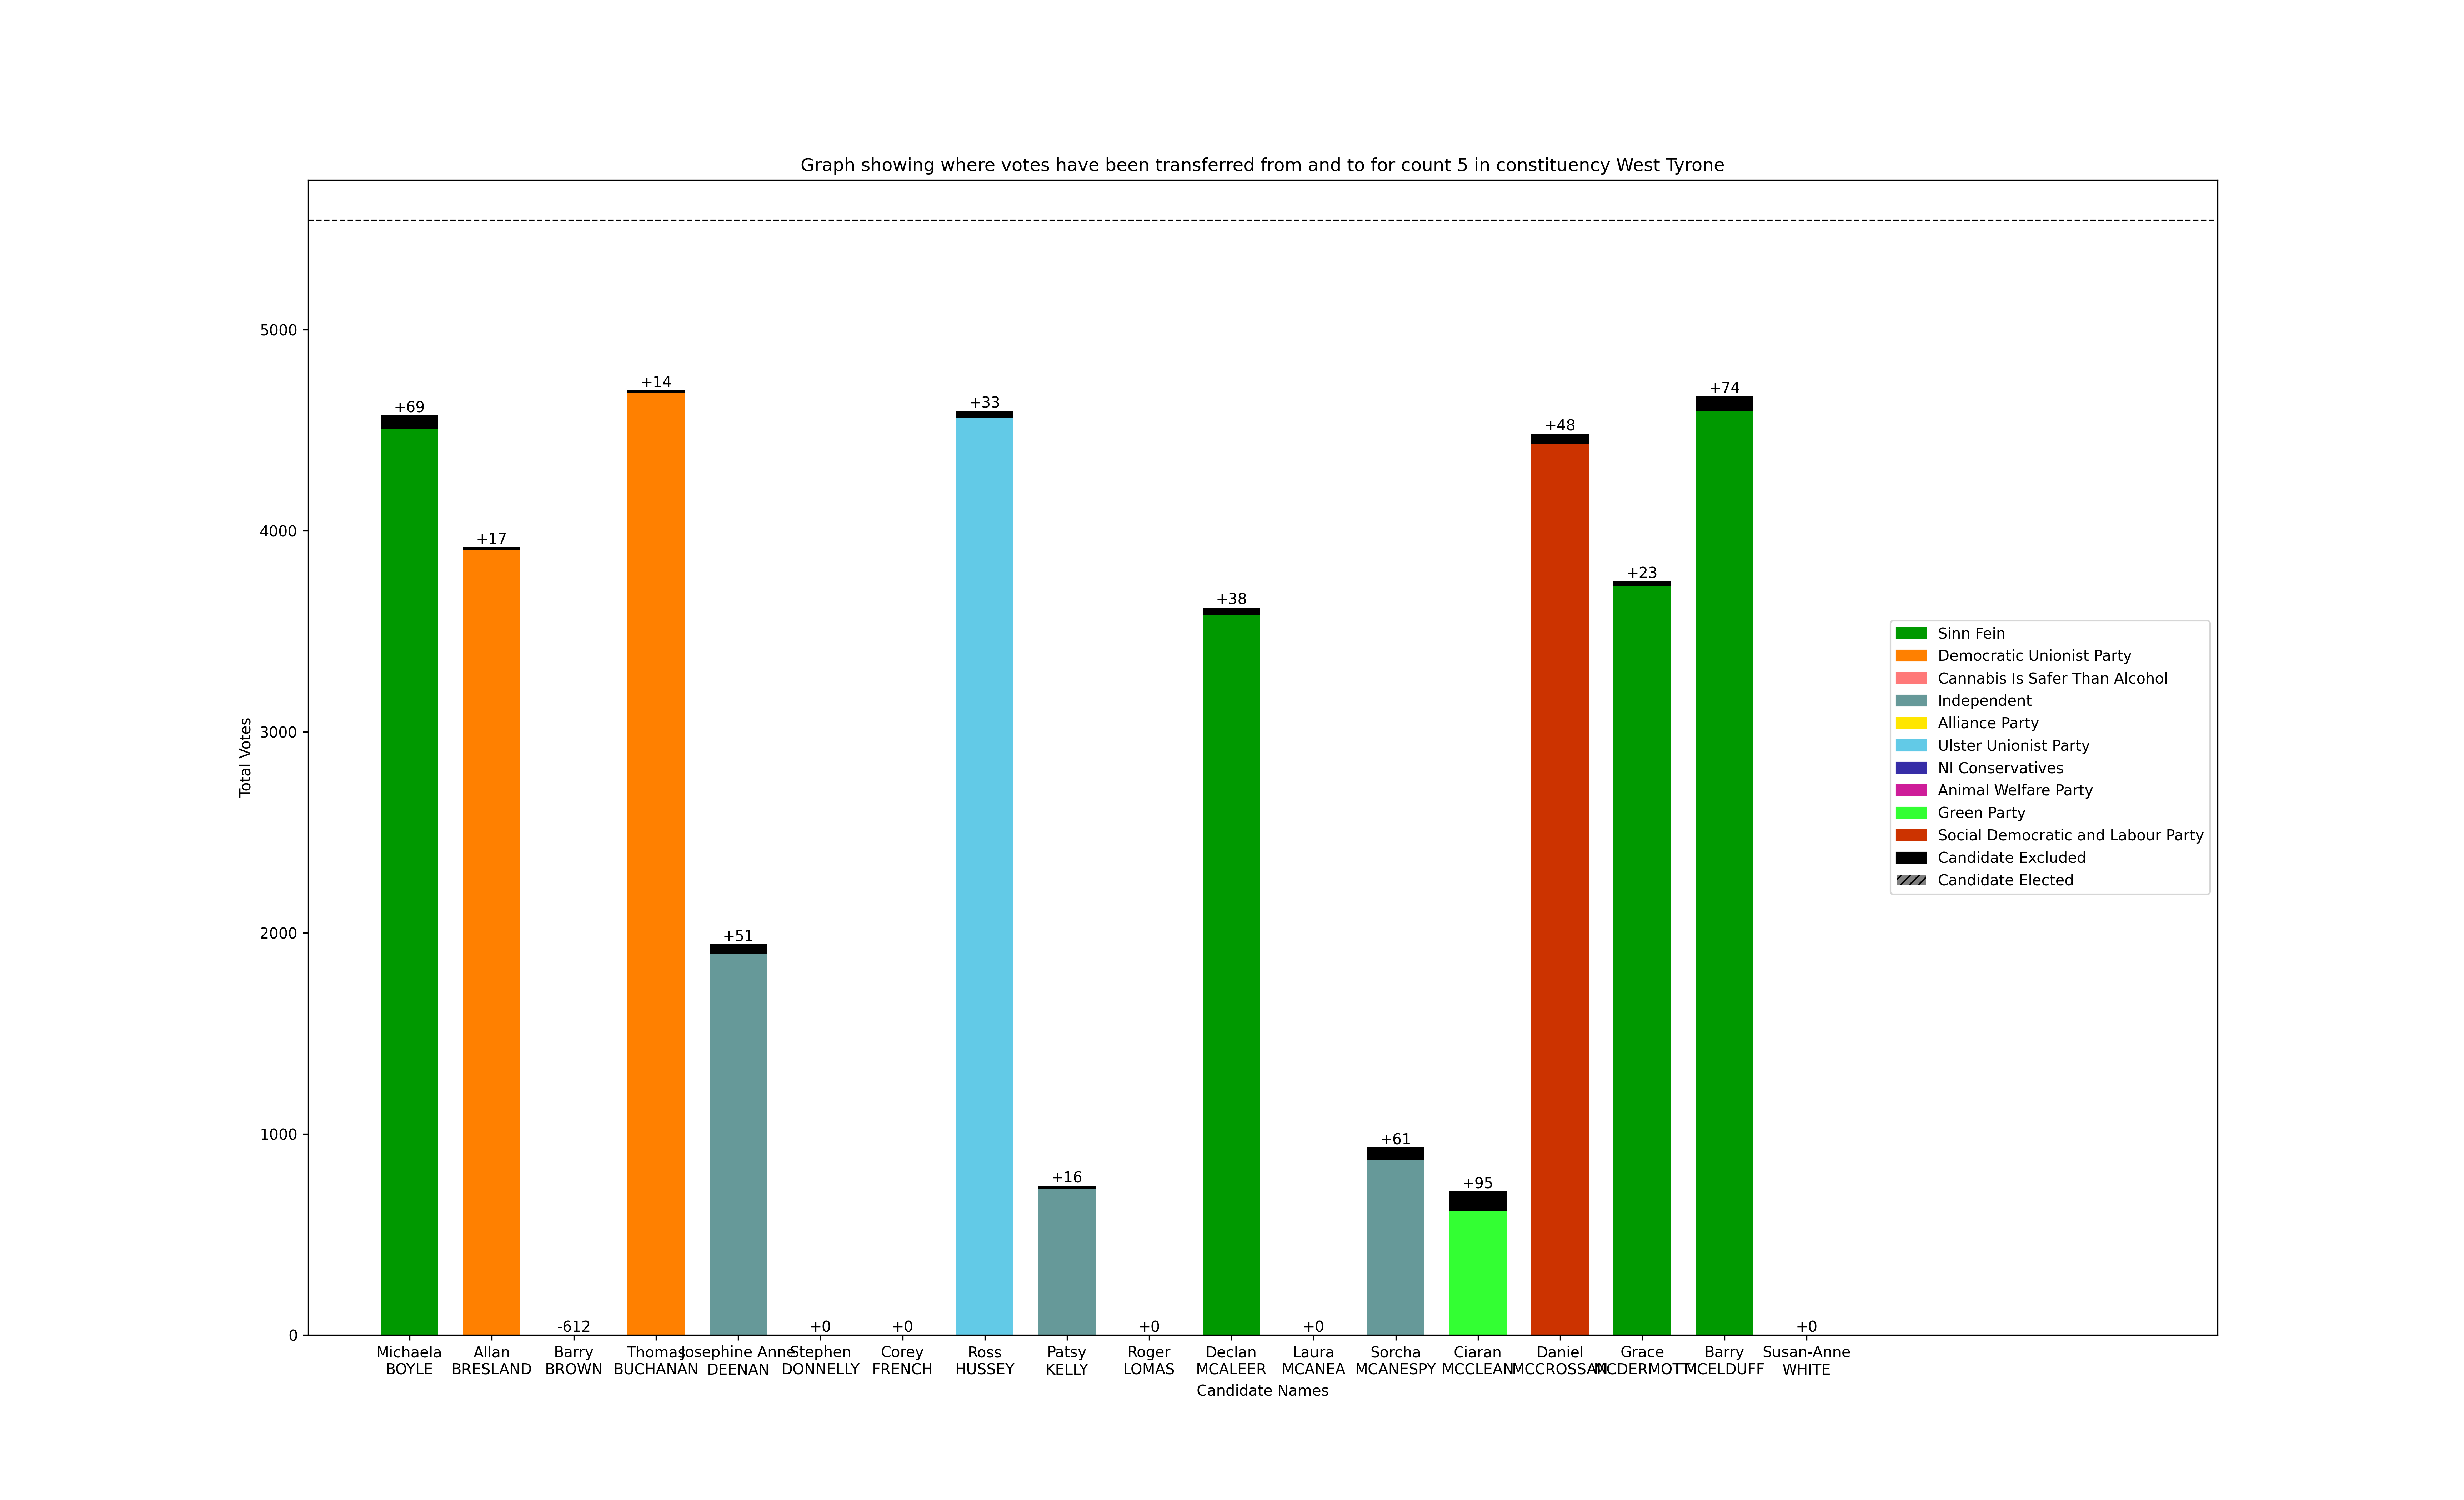 Graph showing where votes have been transferred from and to for count 5 in constituency West Tyrone
Total Votes
5000
4000
3000
2000
1000
0
+69
+17
-612
+14
+51
+0
+0
+33
+16
+0
+38
+0
+61
+95
+48
+23
+74
+0
Michaela
BOYLE
Allan
BRESLAND
Barry
BROWN
Thomas
BUCHANAN
Josephine Anne
DEENAN
Stephen
DONNELLY
Corey
FRENCH
Ross
HUSSEY
Patsy
KELLY
Roger
LOMAS
Declan
MCALEER
Laura
MCANEA
Sorcha
MCANESPY
Ciaran
MCCLEAN
Daniel
MCCROSSAN
Grace
MCDERMOTT
Barry
MCELDUFF
Susan-Anne
WHITE
Candidate Names
Sinn Fein
Democratic Unionist Party
Cannabis Is Safer Than Alcohol
Independent
Alliance Party
Ulster Unionist Party
NI Conservatives
Animal Welfare Party
Green Party
Social Democratic and Labour Party
Candidate Excluded
Candidate Elected